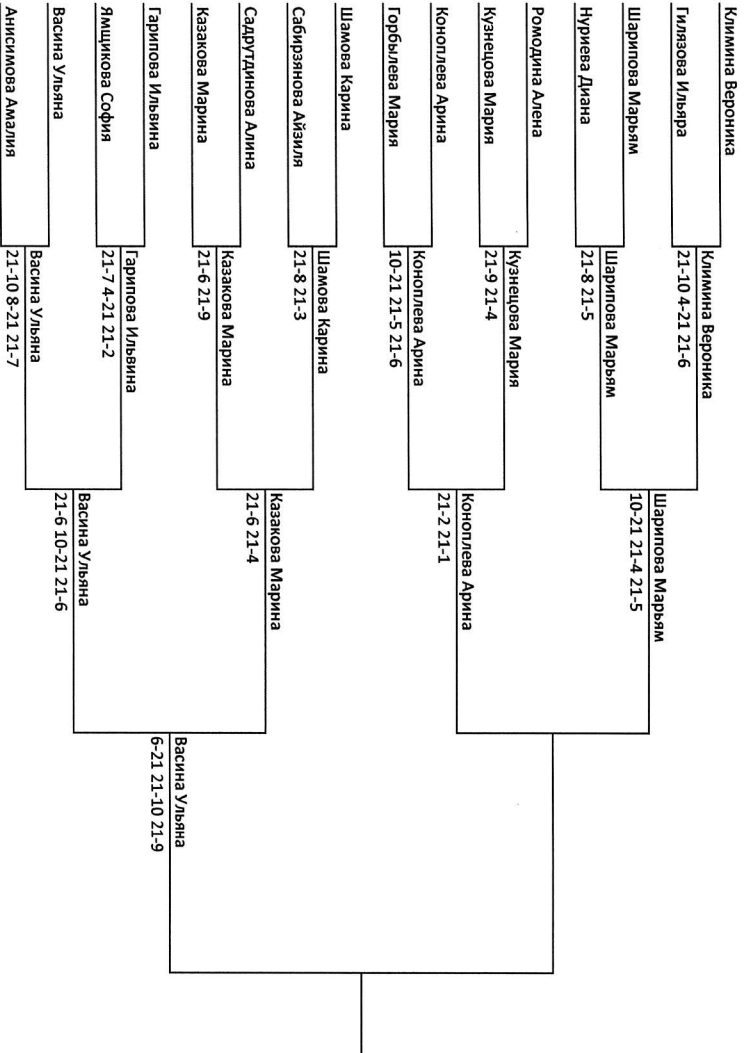 Климина Вероника
Гилязова Ильяра
Шарипова Марьям
Нуриева Диана
Ромодина Алена
Кузнецова Мария
Коноплева Арина
Горбылева Мария
Шамова Карина
Сабирзянова Айзиля
Садрутдинова Алина
Казакова Марина
Гарипова Ильвина
Ямщикова София
Васина Ульяна
Анисимова Амалия
Климина Вероника
21-10 4-21 21-6
Шарипова Марьям
21-8 21-5
Кузнецова Мария
21-9 21-4
Коноплева Арина
10-21 21-5 21-6
Шамова Карина
21-8 21-3
Казакова Марина
21-6 21-9
Гарипова Ильвина
21-7 4-21 21-2
Васина Ульяна
21-10 8-21 21-7
Шарипова Марьям
10-21 21-4 21-5
Коноплева Арина
21-2 21-1
Казакова Марина
21-6 21-4
Васина Ульяна
21-6 10-21 21-6
Васина Ульяна
6-21 21-10 21-9